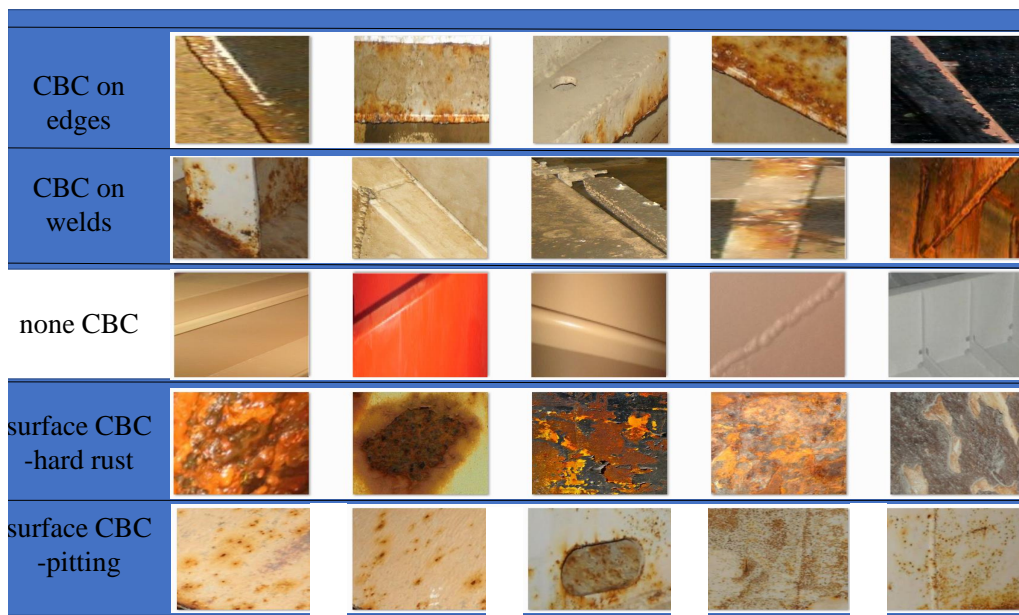 CBC on
edges
CBC on
welds
none CBC
surface CBC
-hard rust
surface CBC
-pitting